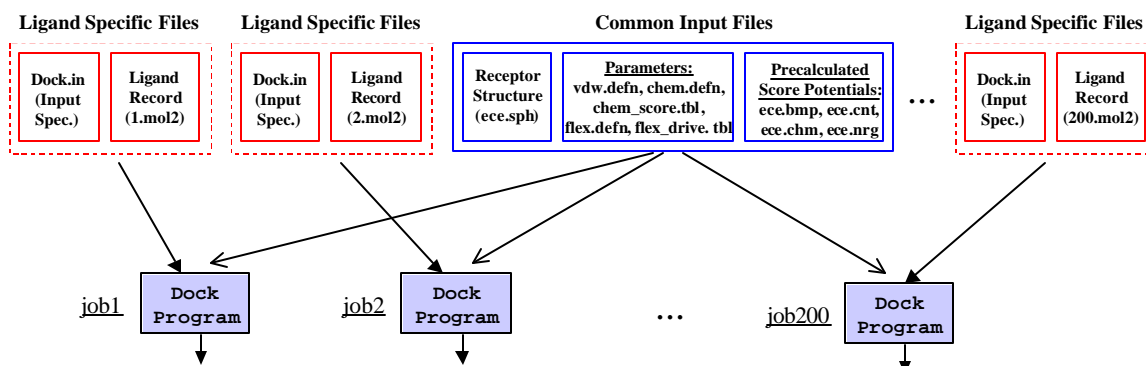 Ligand Specific Files
Dock.in
(Input
Spec.)
Ligand
Record
(1.mol2)
Ligand Specific Files
Dock.in
(Input
Spec.)
Ligand
Record
(2.mol2)
Common Input Files
Receptor
Structure
(ece.sph)
Parameters:
vdw.defn, chem.defn,
chem_score.tbl,
flex.defn, flex_drive. tbl
Precalculated
Score Potentials:
ece.bmp, ece.cnt,
ece.chm, ece.nrg
...
Ligand Specific Files
Dock.in
(Input
Spec.)
Ligand
Record
(200.mol2)
job1
Dock
Program
job2
Dock
Program
...
job200
Dock
Program